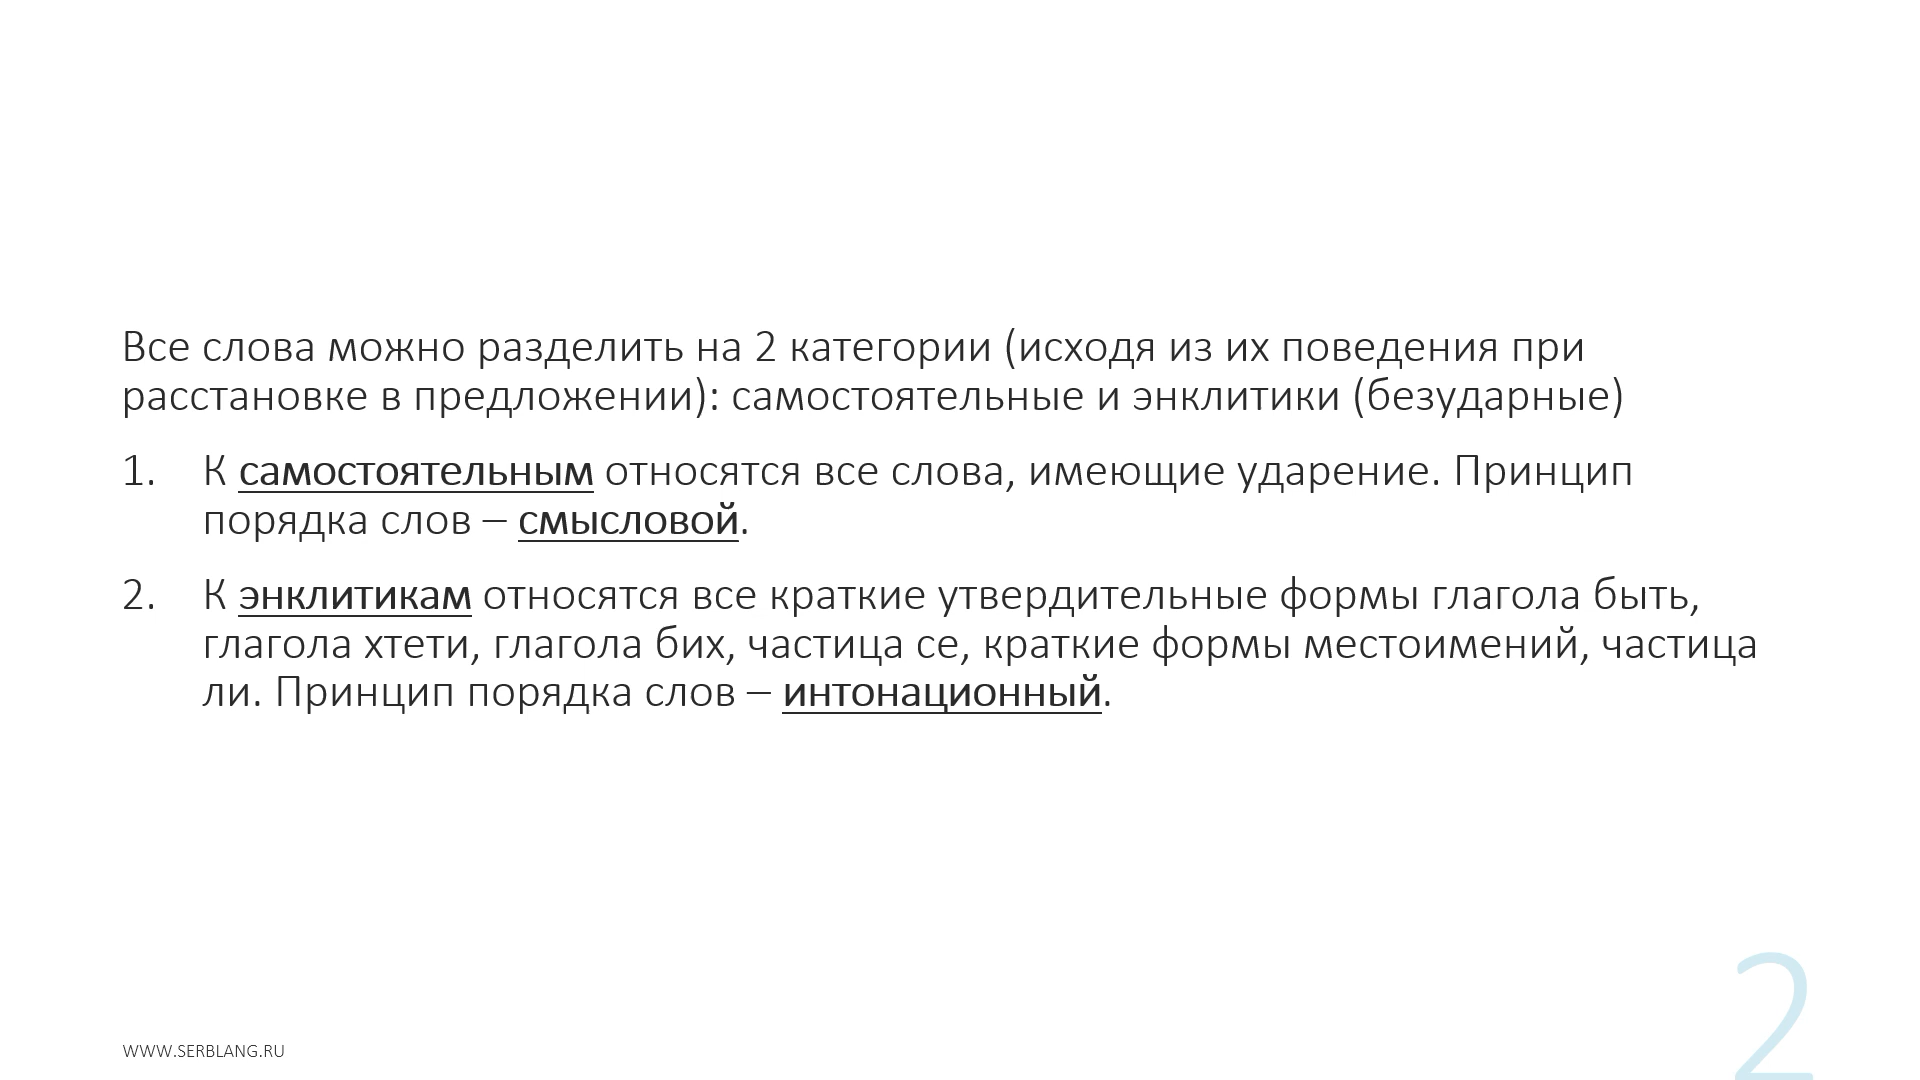 Все слова можно разделить на 2 категории (исходя из их поведения при
расстановке в предложении): самостоятельные и энклитики (безударные)
1. К самостоятельным относятся все слова, имеющие ударение. Принцип
порядка слов – смысловой.
2. К энклитикам относятся все краткие утвердительные формы глагола быть,
глагола хтети, глагола бих, частица се, краткие формы местоимений, частица
ли. Принцип порядка слов – интонационный.
WWW.SERBLANG.RU
2